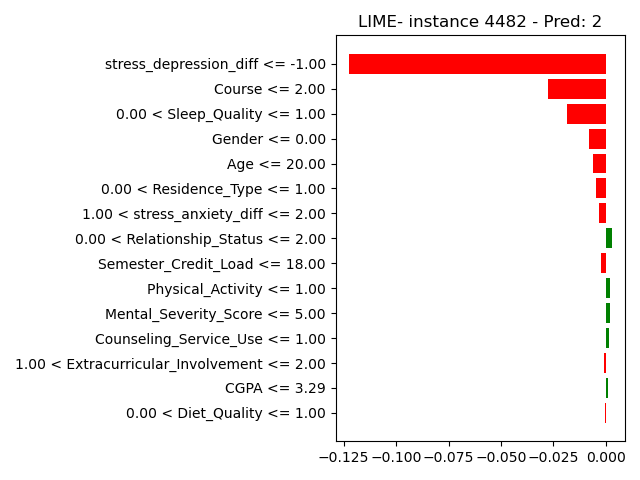 LIME- instance 4482 - Pred: 2
stress_depression_diff <= -1.00
Course <= 2.00
0.00 < Sleep_Quality <= 1.00
Gender <= 0.00
Age <= 20.00
0.00 < Residence_Type <= 1.00
1.00 < stress_anxiety_diff <= 2.00
0.00 < Relationship_Status <= 2.00
Semester_Credit_Load <= 18.00
Physical_Activity <= 1.00
Mental_Severity_Score <= 5.00
Counseling_Service_Use <= 1.00
1.00 < Extracurricular_Involvement <= 2.00
CGPA <= 3.29
0.00 < Diet_Quality <= 1.00
−0.125 −0.100 −0.075 −0.050 −0.025 0.000